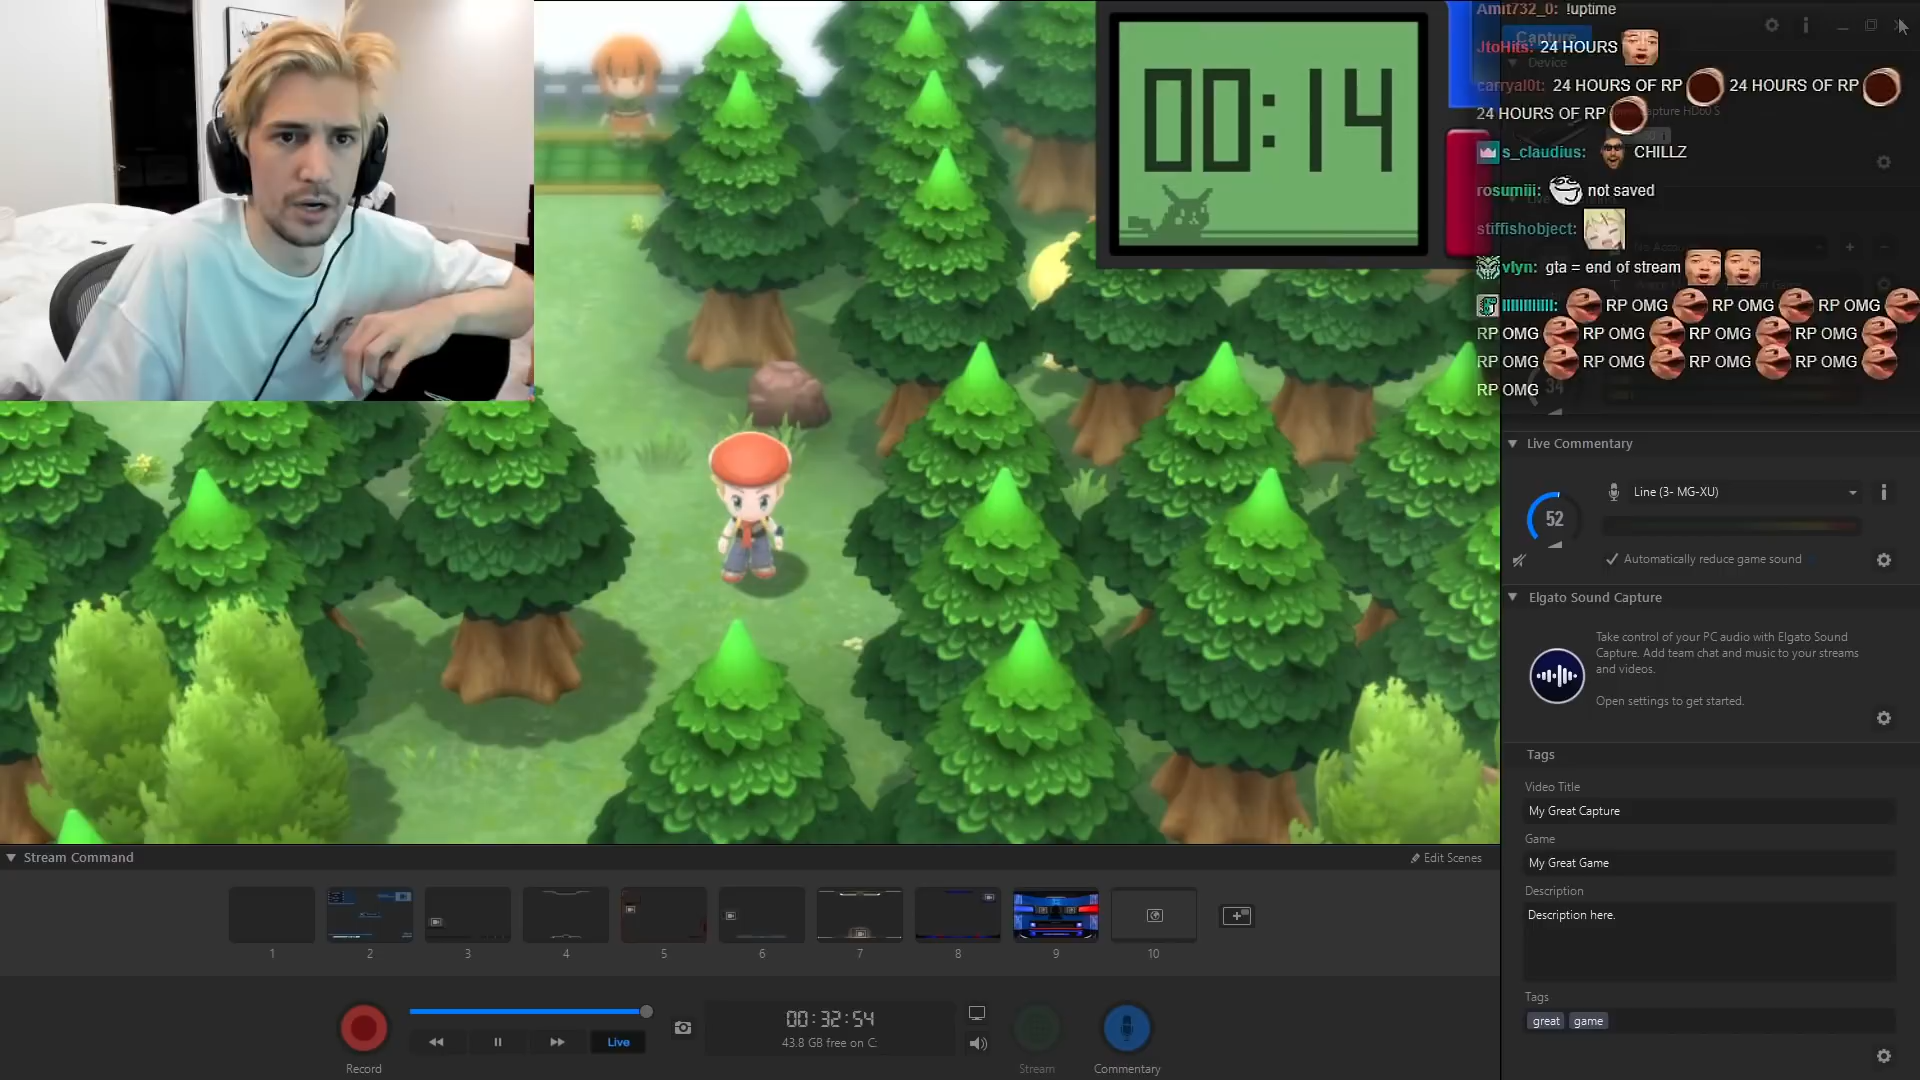 Amit732_0: !uptime
JtoHits: 24 HOURS
carryal0t: 24 HOURS OF RP 24 HOURS OF RP
24 HOURS OF RP
s_claudius: CHILLZ
rosumiii: not saved
stiffishobject:
vlyn: gta = end of stream
RP OMG RP OMG RP OMG
RP OMG RP OMG RP OMG RP OMG
RP OMG RP OMG RP OMG RP OMG
RP OMG
Capture
Device
00:14
34
Live Commentary
Line (3- MG-XU)
52
Automatically reduce game sound
Elgato Sound Capture
Take control of your PC audio with Elgato Sound
Capture. Add team chat and music to your streams
and videos.
Open settings to get started.
Tags
Video Title
My Great Capture
Game
My Great Game
Description
Description here.
Tags
great game
Stream Command
Edit Scenes
1 2 3 4 5 6 7 8 9 10
00:32:54
43.8 GB free on C:
Live
Record
Stream
Commentary